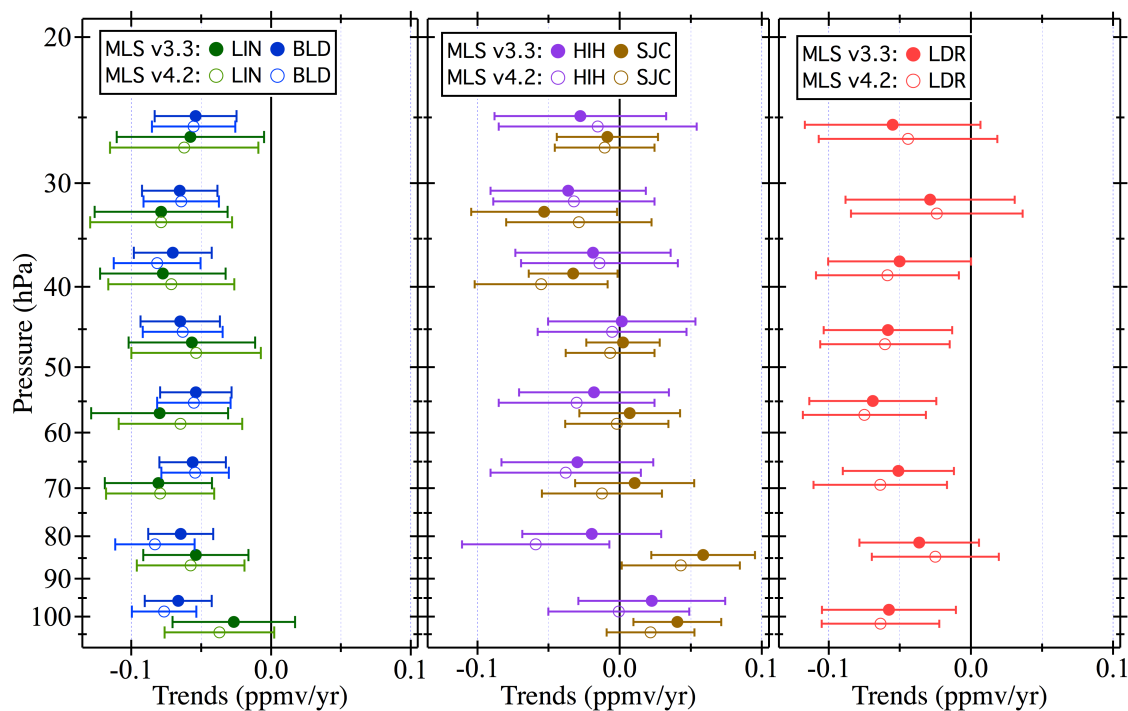 MLS v3.3: LIN BLD
MLS v4.2: LIN BLD
MLS v3.3: HIH SJC
MLS v4.2: HIH SJC
MLS v3.3: LDR
MLS v4.2: LDR
Pressure (hPa)
20
30
40
50
60
70
80
90
100
-0.1 0.0 0.1
-0.1 0.0 0.1
-0.1 0.0 0.1
Trends (ppmv/yr)
Trends (ppmv/yr)
Trends (ppmv/yr)